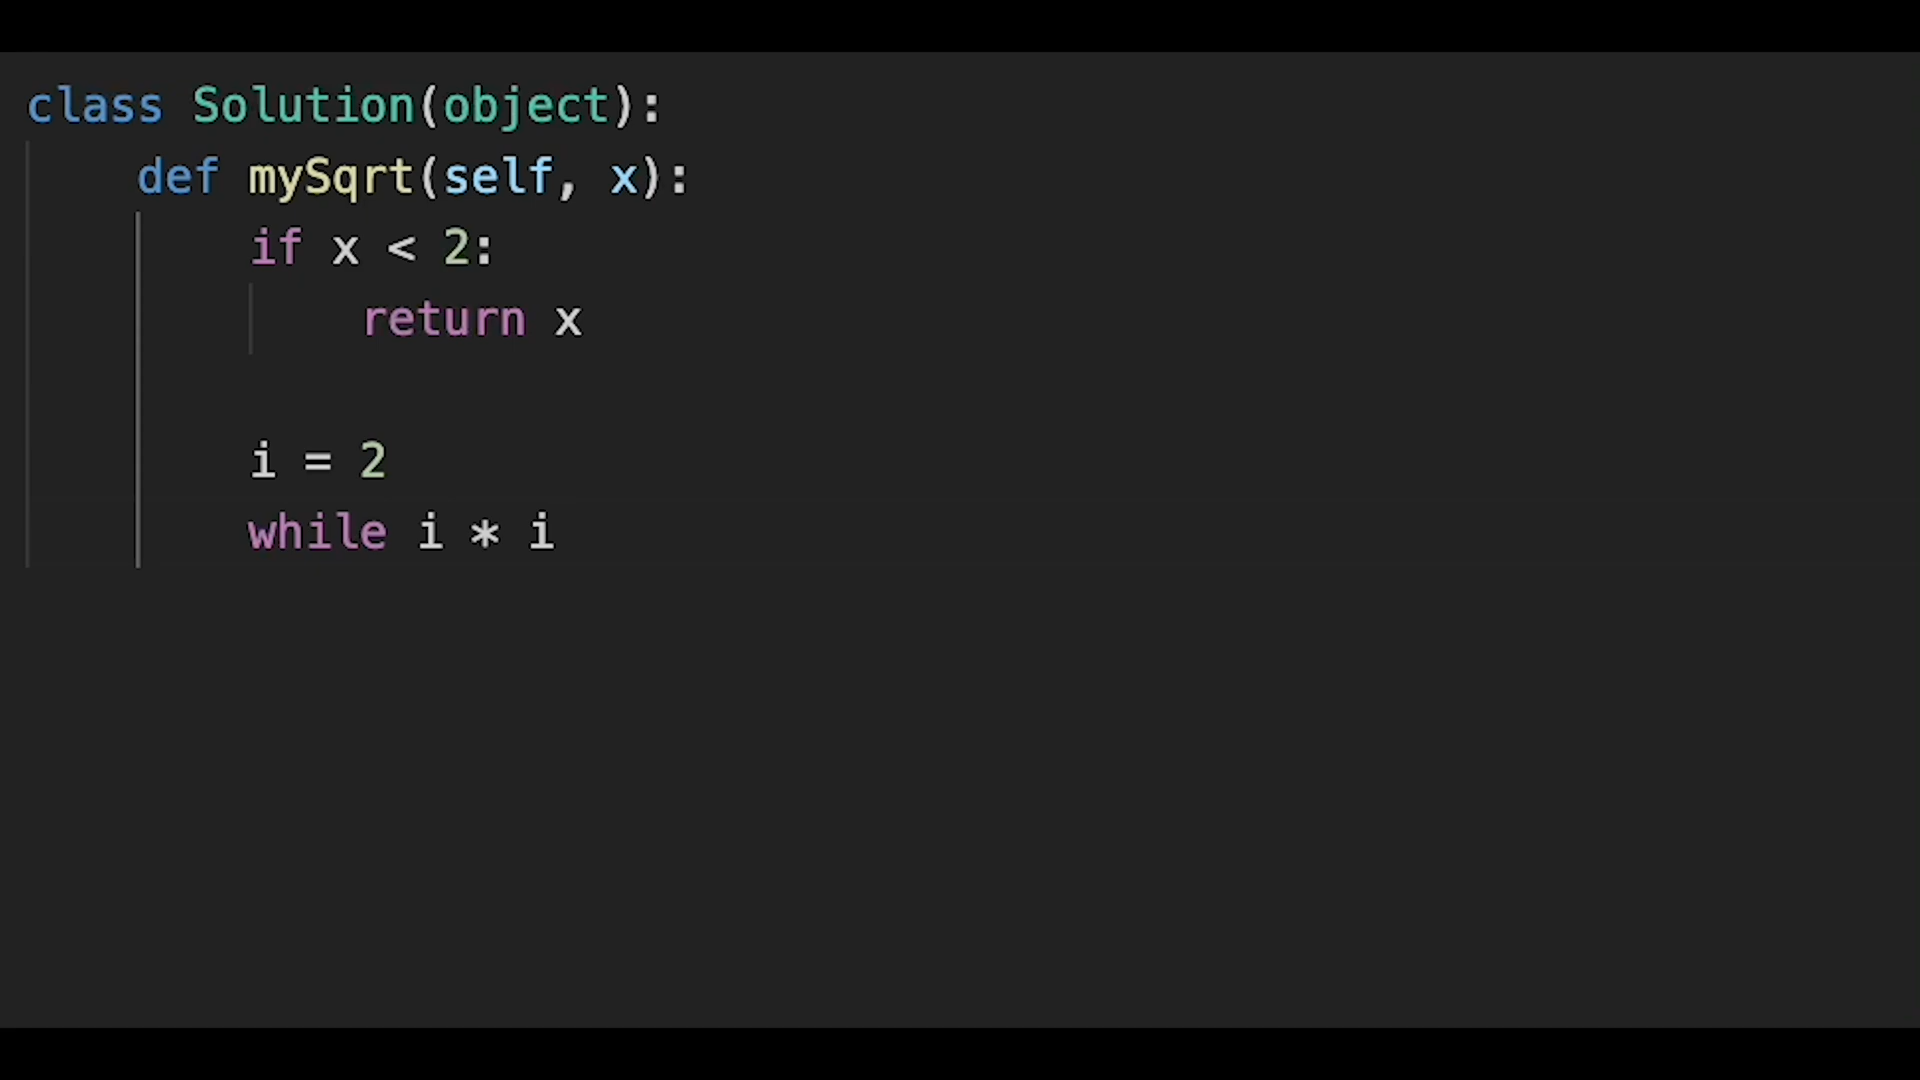 class Solution(object):
    def mySqrt(self, x):
        if x < 2:
            return x

        i = 2
        while i * i